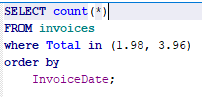 SELECT count(*)
FROM invoices
where Total in (1.98, 3.96)
order by
InvoiceDate;